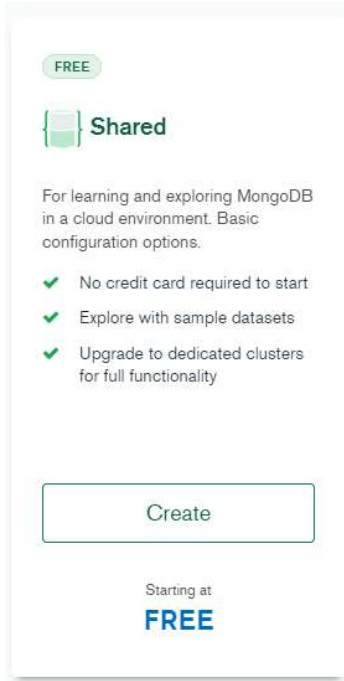 FREE
Shared
For learning and exploring MongoDB
in a cloud environment. Basic
configuration options.
No credit card required to start
Explore with sample datasets
Upgrade to dedicated clusters
for full functionality
Create
Starting at
FREE